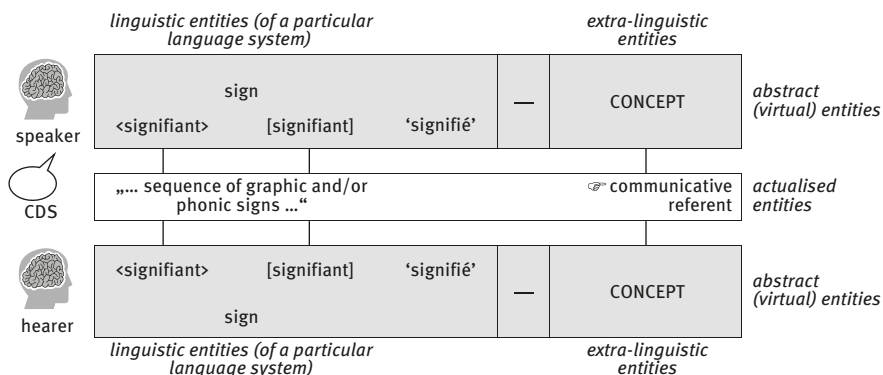 linguistic entities (of a particular
language system)
extra-linguistic
entities
sign
<signifiant> [signifiant] ‘signifié’
—
CONCEPT
abstract
(virtual) entities
speaker
CDS
„... sequence of graphic and/or
phonic signs ...“
☞ communicative
referent
actualised
entities
<signifiant> [signifiant] ‘signifié’
sign
—
CONCEPT
abstract
(virtual) entities
hearer
linguistic entities (of a particular
language system)
extra-linguistic
entities